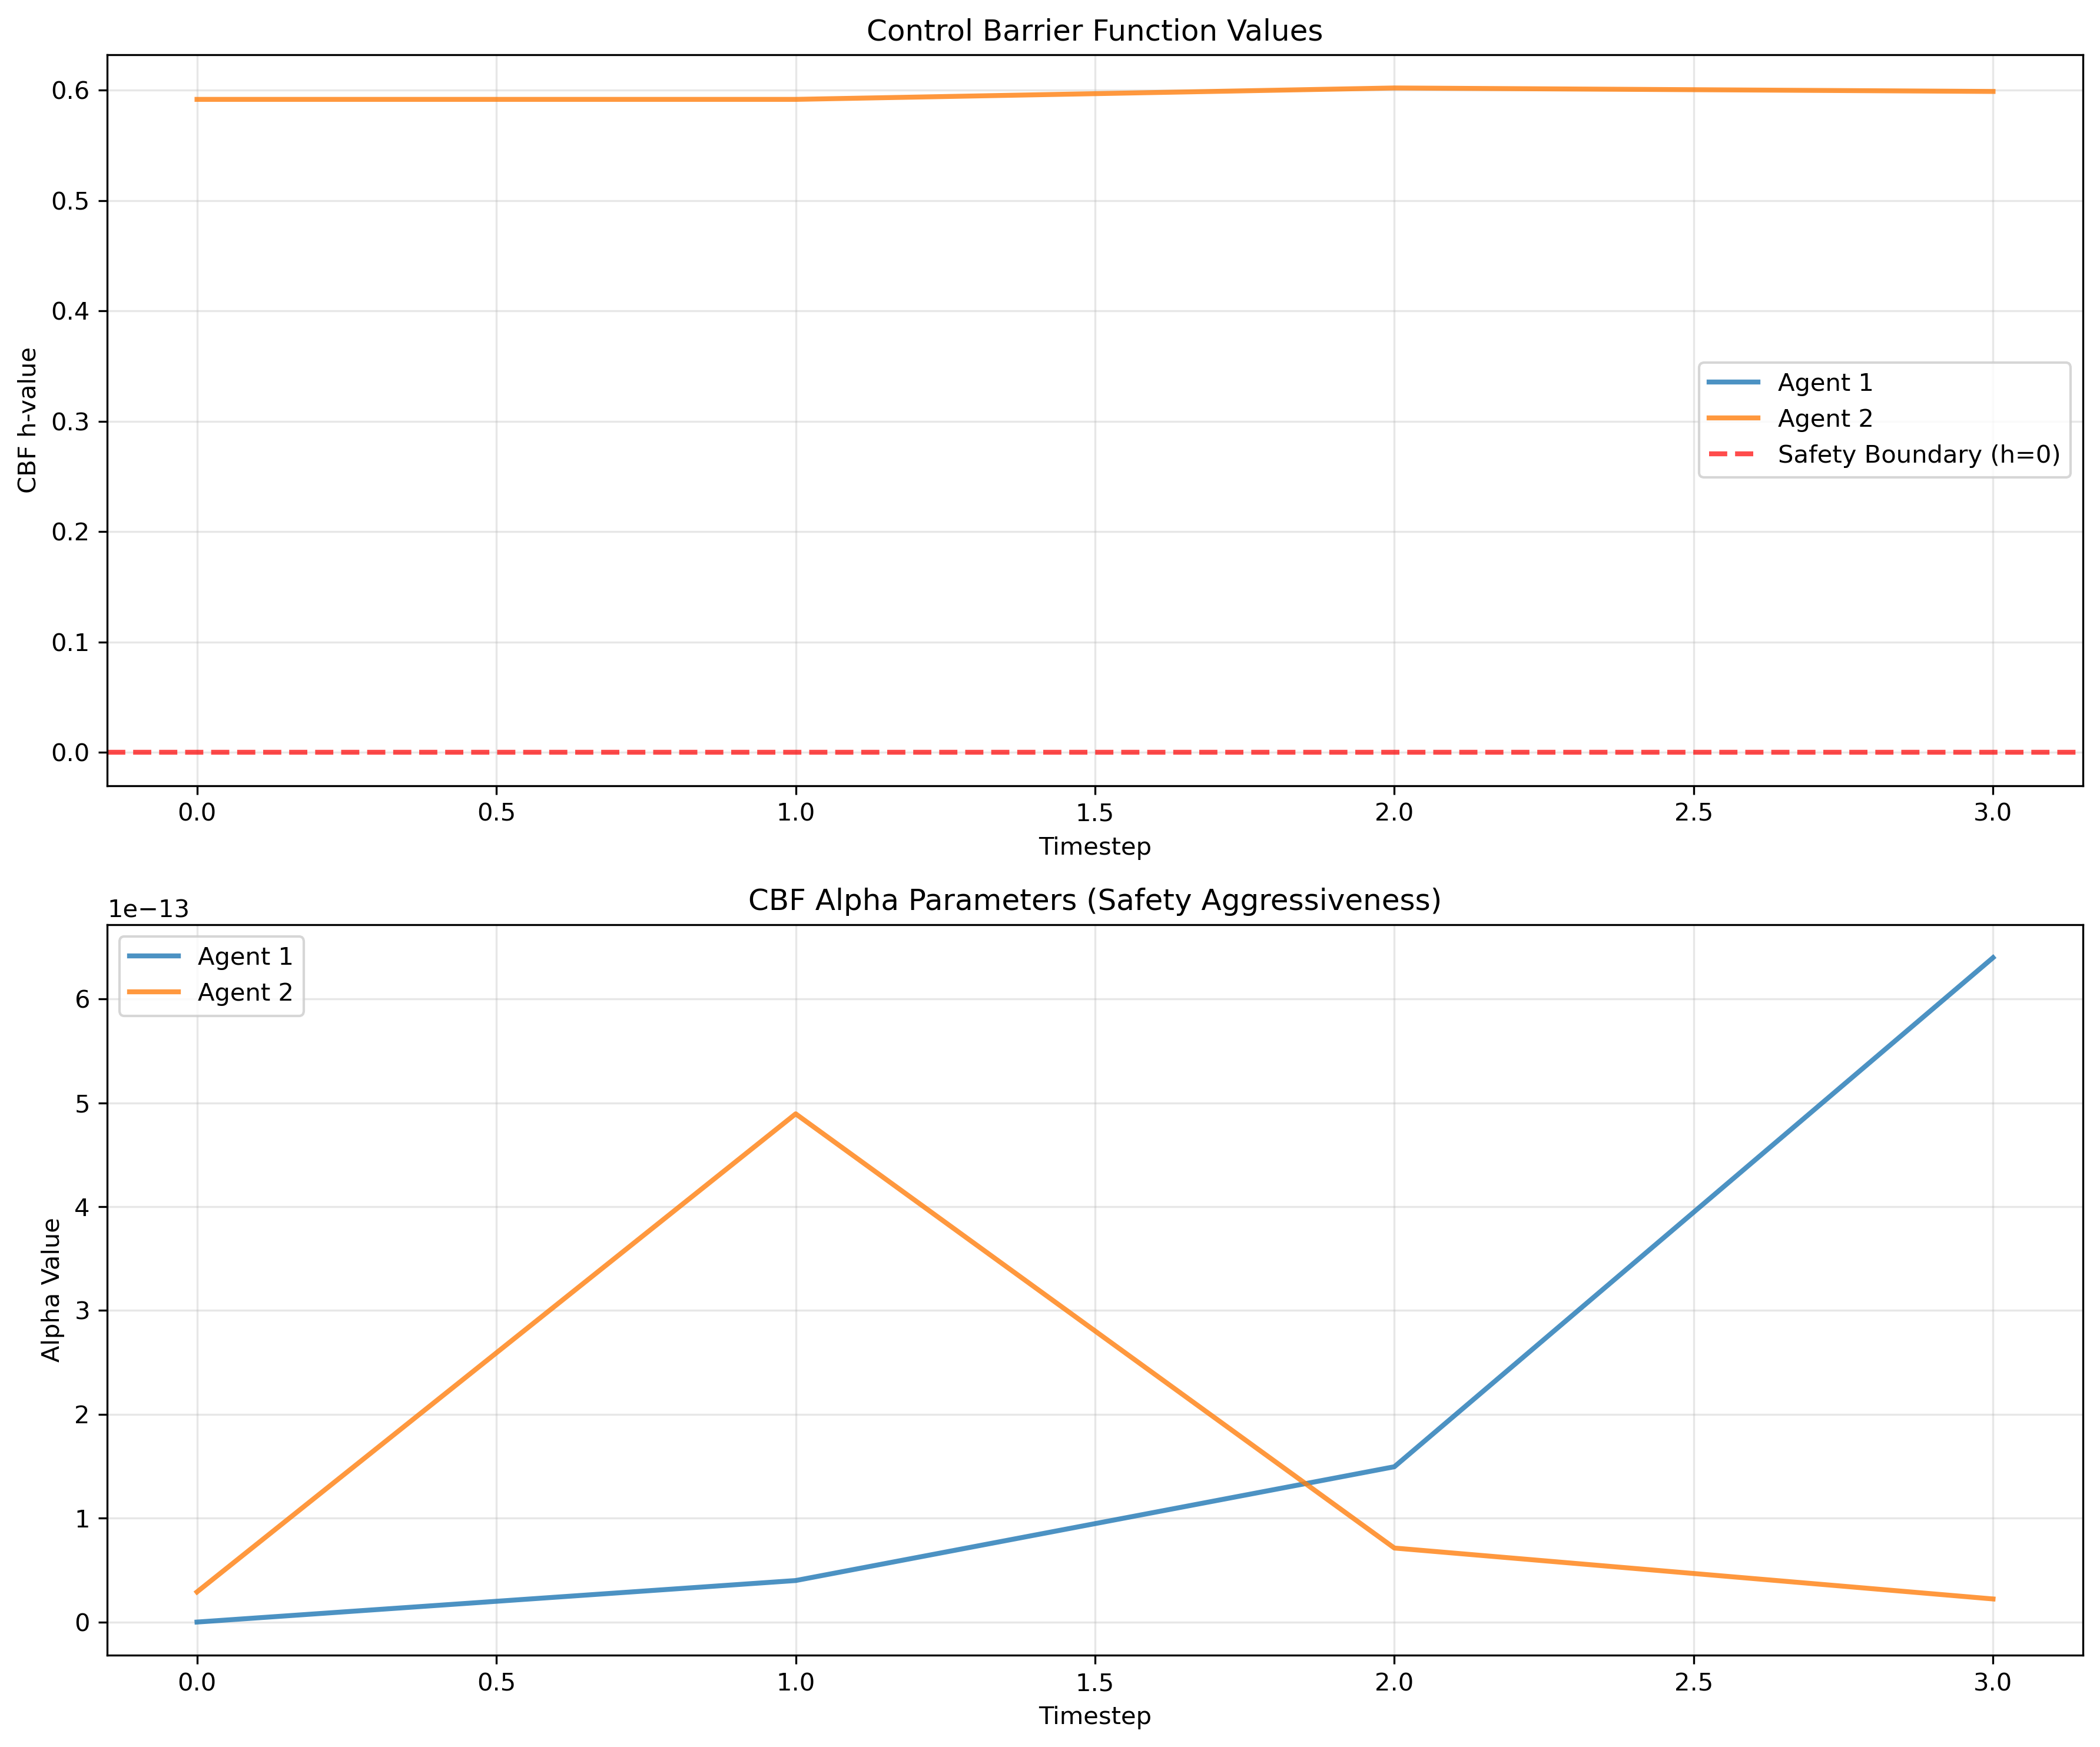 Control Barrier Function Values
CBF h-value
0.6
0.5
0.4
0.3
0.2
0.1
0.0
Agent 1
Agent 2
Safety Boundary (h=0)
0.0 0.5 1.0 1.5 2.0 2.5 3.0
Timestep
CBF Alpha Parameters (Safety Aggressiveness)
1e−13
Agent 1
Agent 2
Alpha Value
6
5
4
3
2
1
0
0.0 0.5 1.0 1.5 2.0 2.5 3.0
Timestep